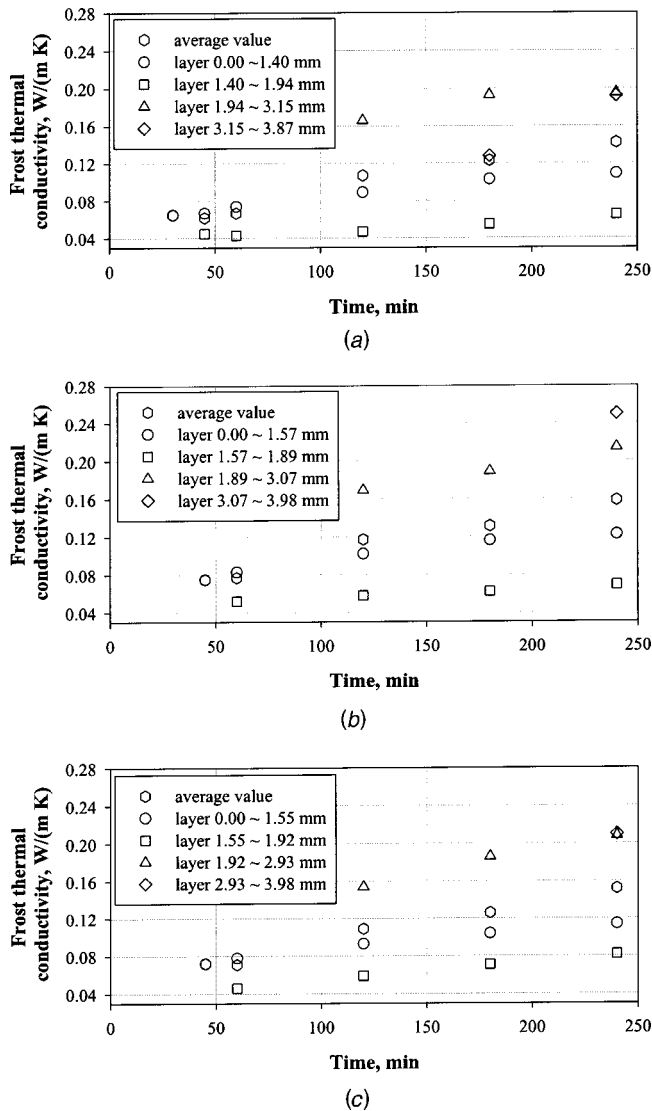 0.28
0.24
0.20
0.16
0.12
0.08
0.04
Frost thermal
conductivity, W/(m K)
average value
layer 0.00 ~ 1.40 mm
layer 1.40 ~ 1.94 mm
layer 1.94 ~ 3.15 mm
layer 3.15 ~ 3.87 mm
0
50
100
150
200
250
Time, min
(a)
0.28
0.24
0.20
0.16
0.12
0.08
0.04
Frost thermal
conductivity, W/(m K)
average value
layer 0.00 ~ 1.57 mm
layer 1.57 ~ 1.89 mm
layer 1.89 ~ 3.07 mm
layer 3.07 ~ 3.98 mm
0
50
100
150
200
250
Time, min
(b)
0.28
0.24
0.20
0.16
0.12
0.08
0.04
Frost thermal
conductivity, W/(m K)
average value
layer 0.00 ~ 1.55 mm
layer 1.55 ~ 1.92 mm
layer 1.92 ~ 2.93 mm
layer 2.93 ~ 3.98 mm
0
50
100
150
200
250
Time, min
(c)